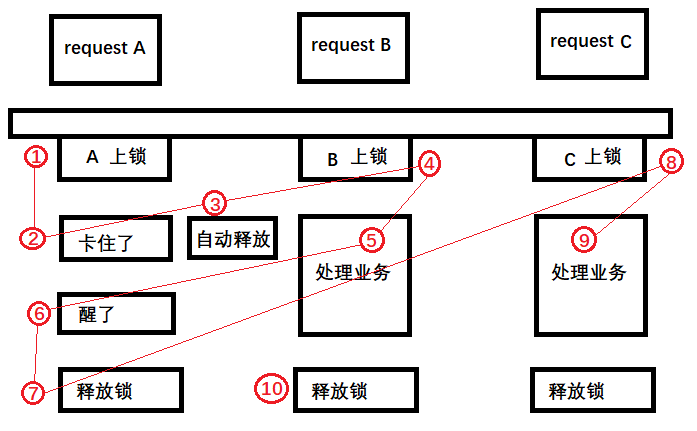 request A
request B
request C
① A 上锁 B 上锁 ④ C 上锁 ⑧
② 卡住了 ③ 自动释放 ⑤ 处理业务 ⑨ 处理业务
⑥ 醒了
⑦ 释放锁 ⑩ 释放锁 释放锁